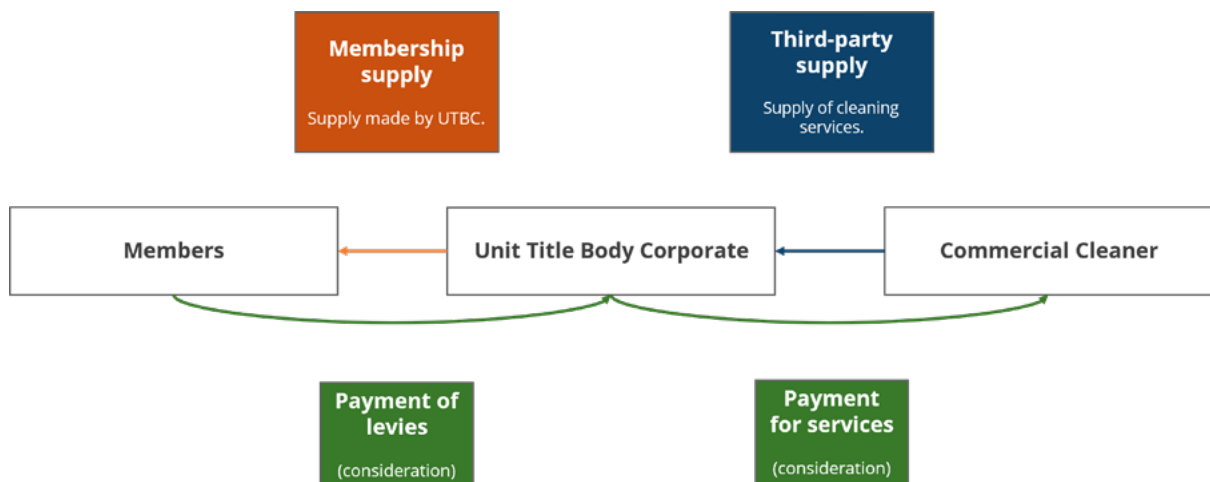 Membership
supply
Supply made by UTBC.
Third-party
supply
Supply of cleaning
services.
Members
Unit Title Body Corporate
Commercial Cleaner
Payment of
levies
(consideration)
Payment
for services
(consideration)